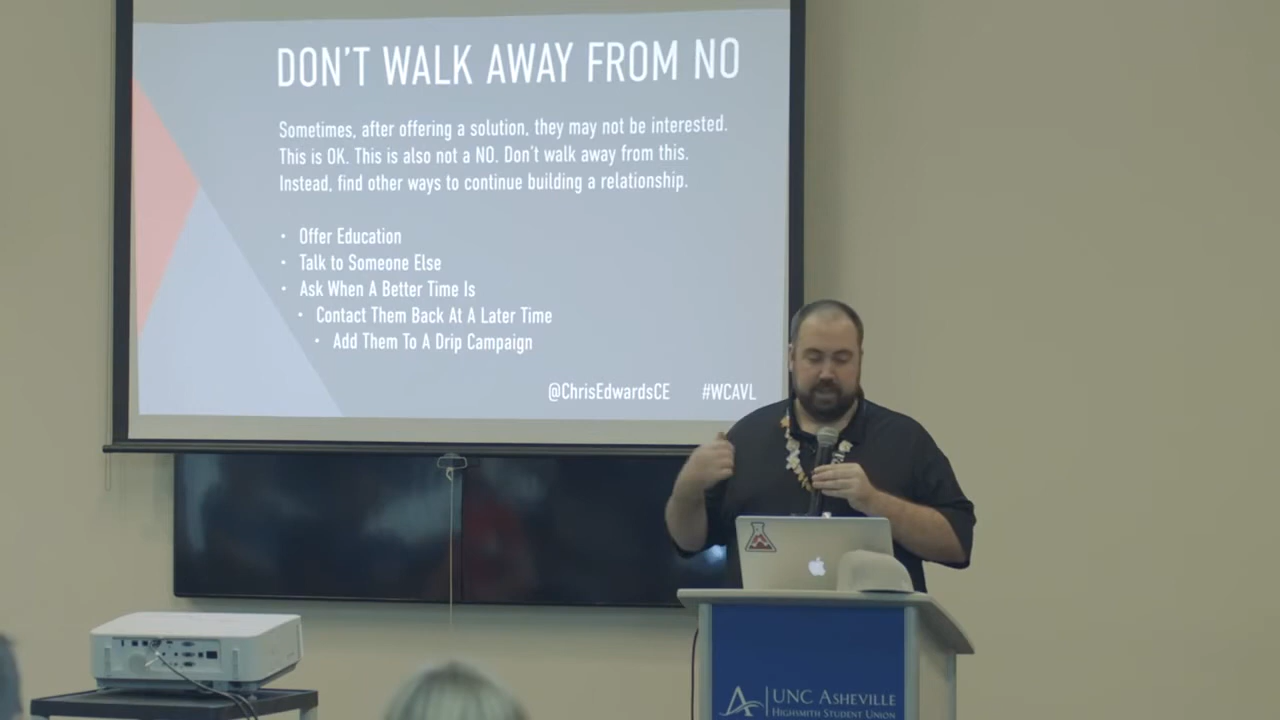 DON'T WALK AWAY FROM NO
Sometimes, after offering a solution, they may not be interested.
This is OK. This is also not a NO. Don't walk away from this.
Instead, find other ways to continue building a relationship.
• Offer Education
• Talk to Someone Else
• Ask When A Better Time Is
• Contact Them Back At A Later Time
• Add Them To A Drip Campaign
@ChrisEdwardsCE #WCAVL
UNC ASHEVILLE
HIGHSMITH STUDENT UNION